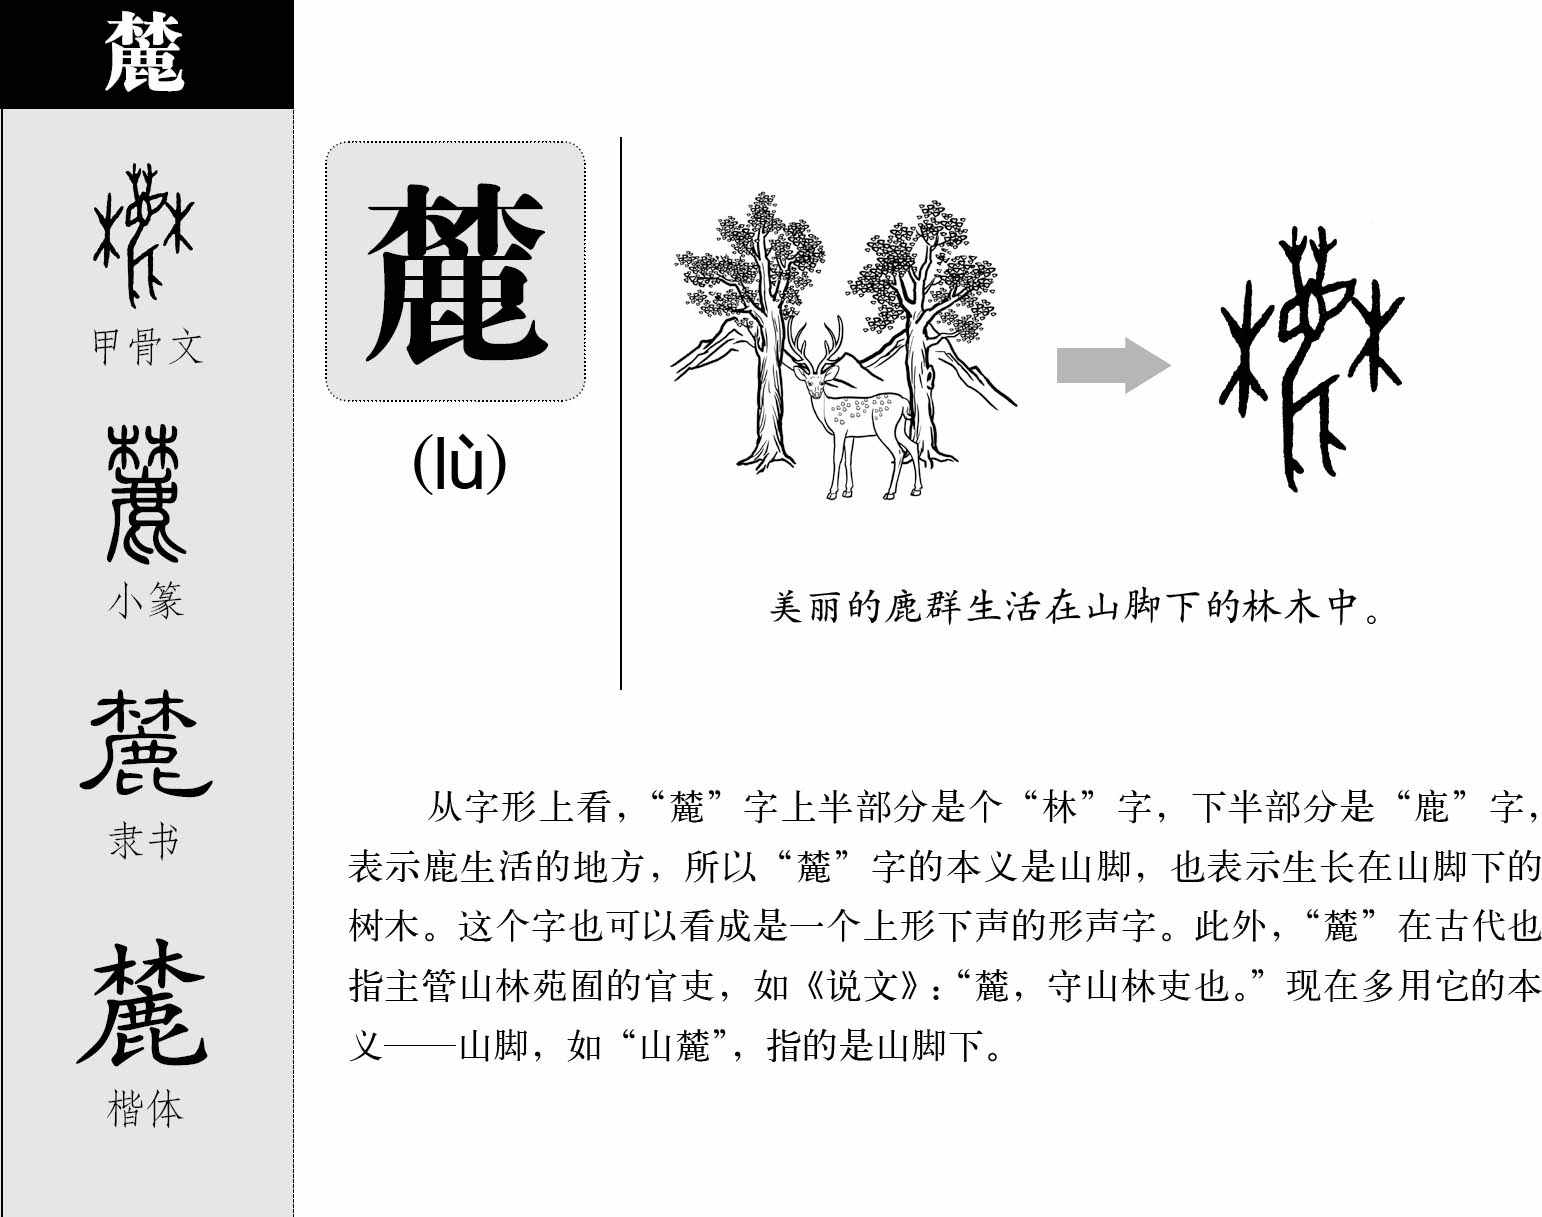 麓
甲骨文
小篆
隶书
楷体
麓
(lù)
美丽的鹿群生活在山脚下的林木中。
从字形上看，“麓”字上半部分是个“林”字，下半部分是“鹿”字，
表示鹿生活的地方，所以“麓”字的本义是山脚，也表示生长在山脚下的
树木。这个字也可以看成是一个上形下声的形声字。此外，“麓”在古代也
指主管山林苑囿的官吏，如《说文》：“麓，守山林吏也。”现在多用它的本
义——山脚，如“山麓”，指的是山脚下。